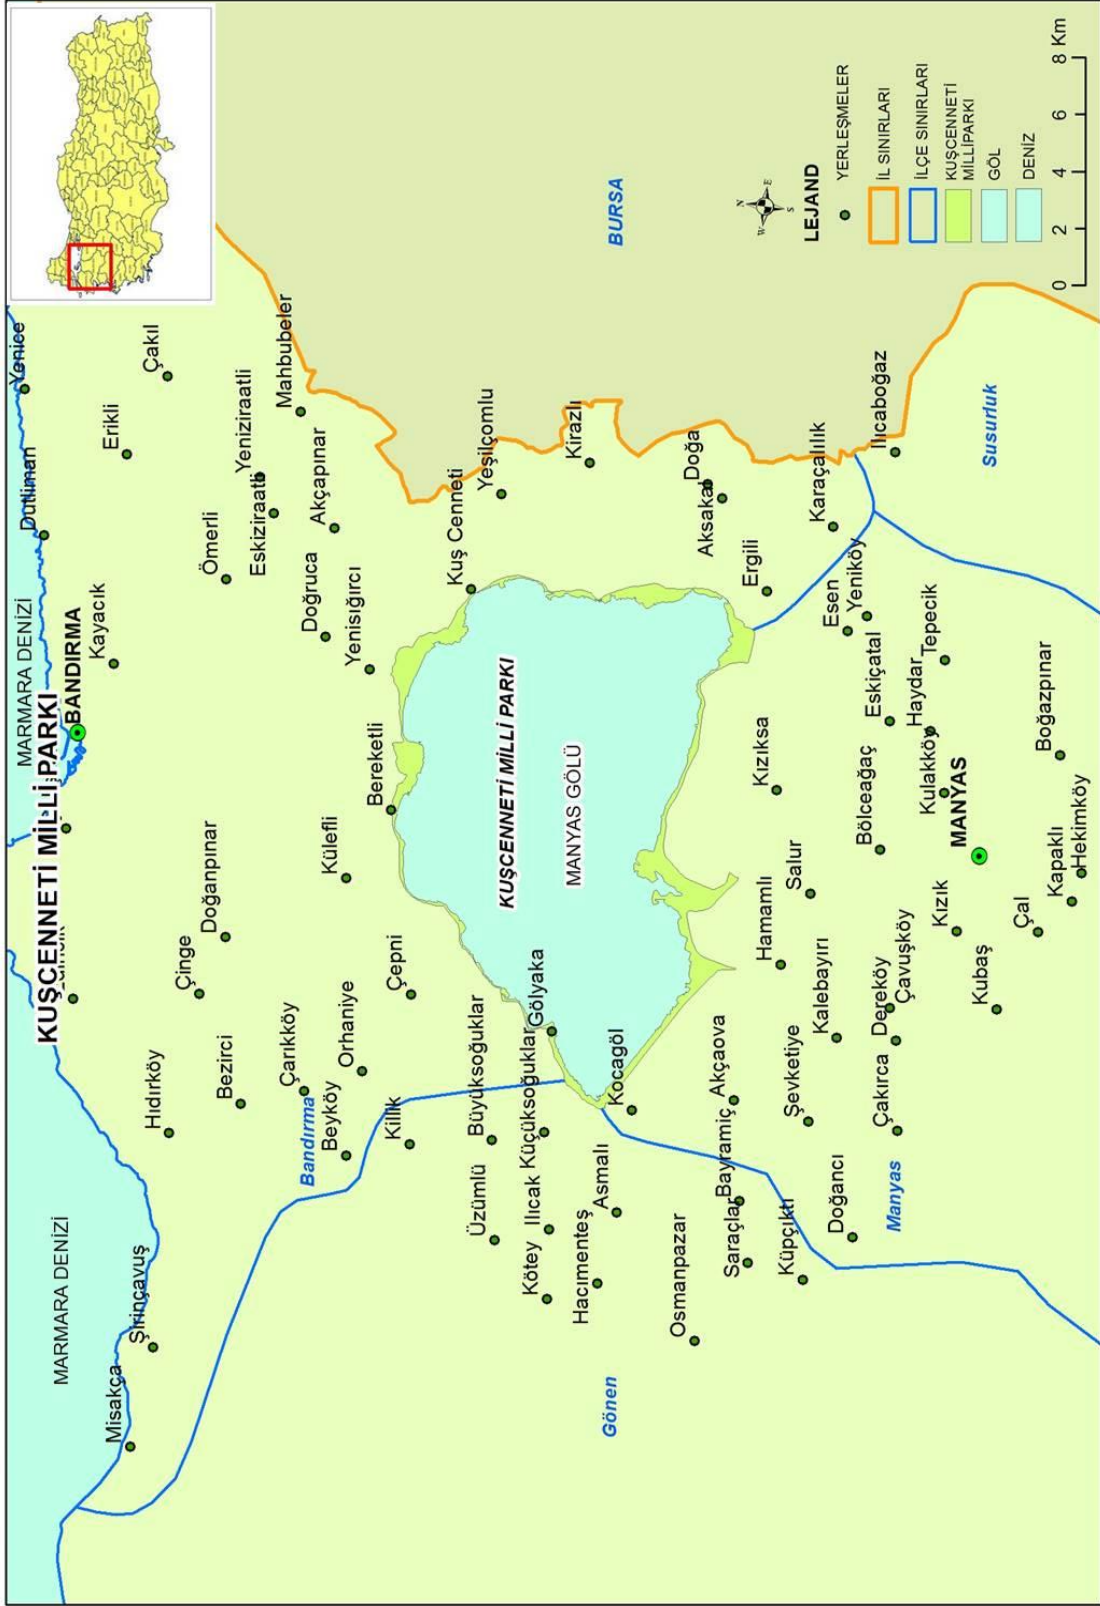 KUŞCENNETİ MİLLİ PARKI
MARMARA DENİZİ
MARMARA DENİZİ
Yenice
Dutliman
BANDIRMA
Kayacık
Erikli
Çakıl
Misakça
Şirinçavuş
Hıdırköy
Çinge
Doğanpınar
Ömerli
Eskiziraatli
Yeniziraatli
Mahbubeler
Bezirci
Çarıkköy
Bandırma
Beyköy
Orhaniye
Külefli
Doğruca
Akçapınar
Yenisığırcı
Bereketli
Killik
Çepni
Kuş Cenneti
Yeşilçomlu
Üzümlü
Büyüksoğuklar
KUŞCENNETİ MİLLİ PARKI
Kötey
Ilıcak
Küçüksoğuklar
Gölyaka
MANYAS GÖLÜ
Kirazlı
BURSA
Hacımenteş
Asmalı
Kocagöl
Gönen
Osmanpazar
Aksakal
Doğa
Saraçlar
Bayramiç
Akçaova
Ergili
Küpçıktı
Şevketiye
Hamamlı
Kızıksa
Salur
Karaçalılık
Doğancı
Kalebayırı
Esen
Yeniköy
Ilıcaboğaz
Manyas
Çakırca
Dereköy
Çavuşköy
Bölceağaç
Eskiçatal
Kızık
Kulakköy
Haydar
Tepecik
MANYAS
Susurluk
Kubaş
Çal
Kapaklı
Hekimköy
Boğazpınar
N
W
E
S
LEJAND
YERLEŞMELER
İL SINIRLARI
İLÇE SINIRLARI
KUŞCENNETİ
MİLLİPARKI
GÖL
DENİZ
0 2 4 6 8 Km